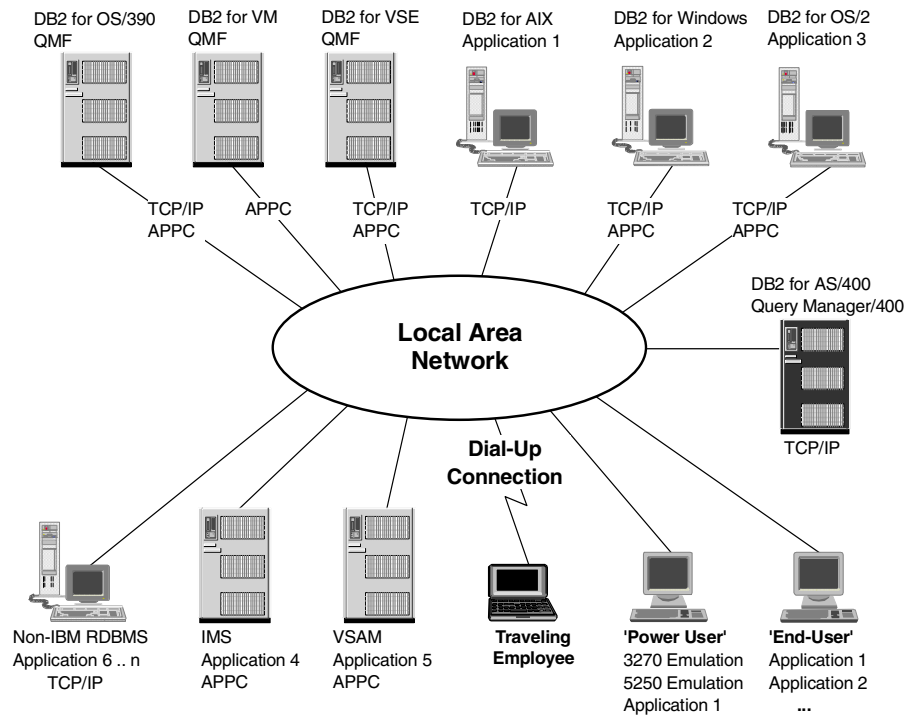 DB2 for OS/390
QMF
DB2 for VM
QMF
DB2 for VSE
QMF
DB2 for AIX
Application 1
DB2 for Windows
Application 2
DB2 for OS/2
Application 3
TCP/IP
APPC
APPC
TCP/IP
APPC
TCP/IP
TCP/IP
APPC
TCP/IP
APPC
DB2 for AS/400
Query Manager/400
TCP/IP
Local Area
Network
Dial-Up
Connection
Non-IBM RDBMS
Application 6 .. n
TCP/IP
IMS
Application 4
APPC
VSAM
Application 5
APPC
Traveling
Employee
'Power User'
3270 Emulation
5250 Emulation
Application 1
'End-User'
Application 1
Application 2
...